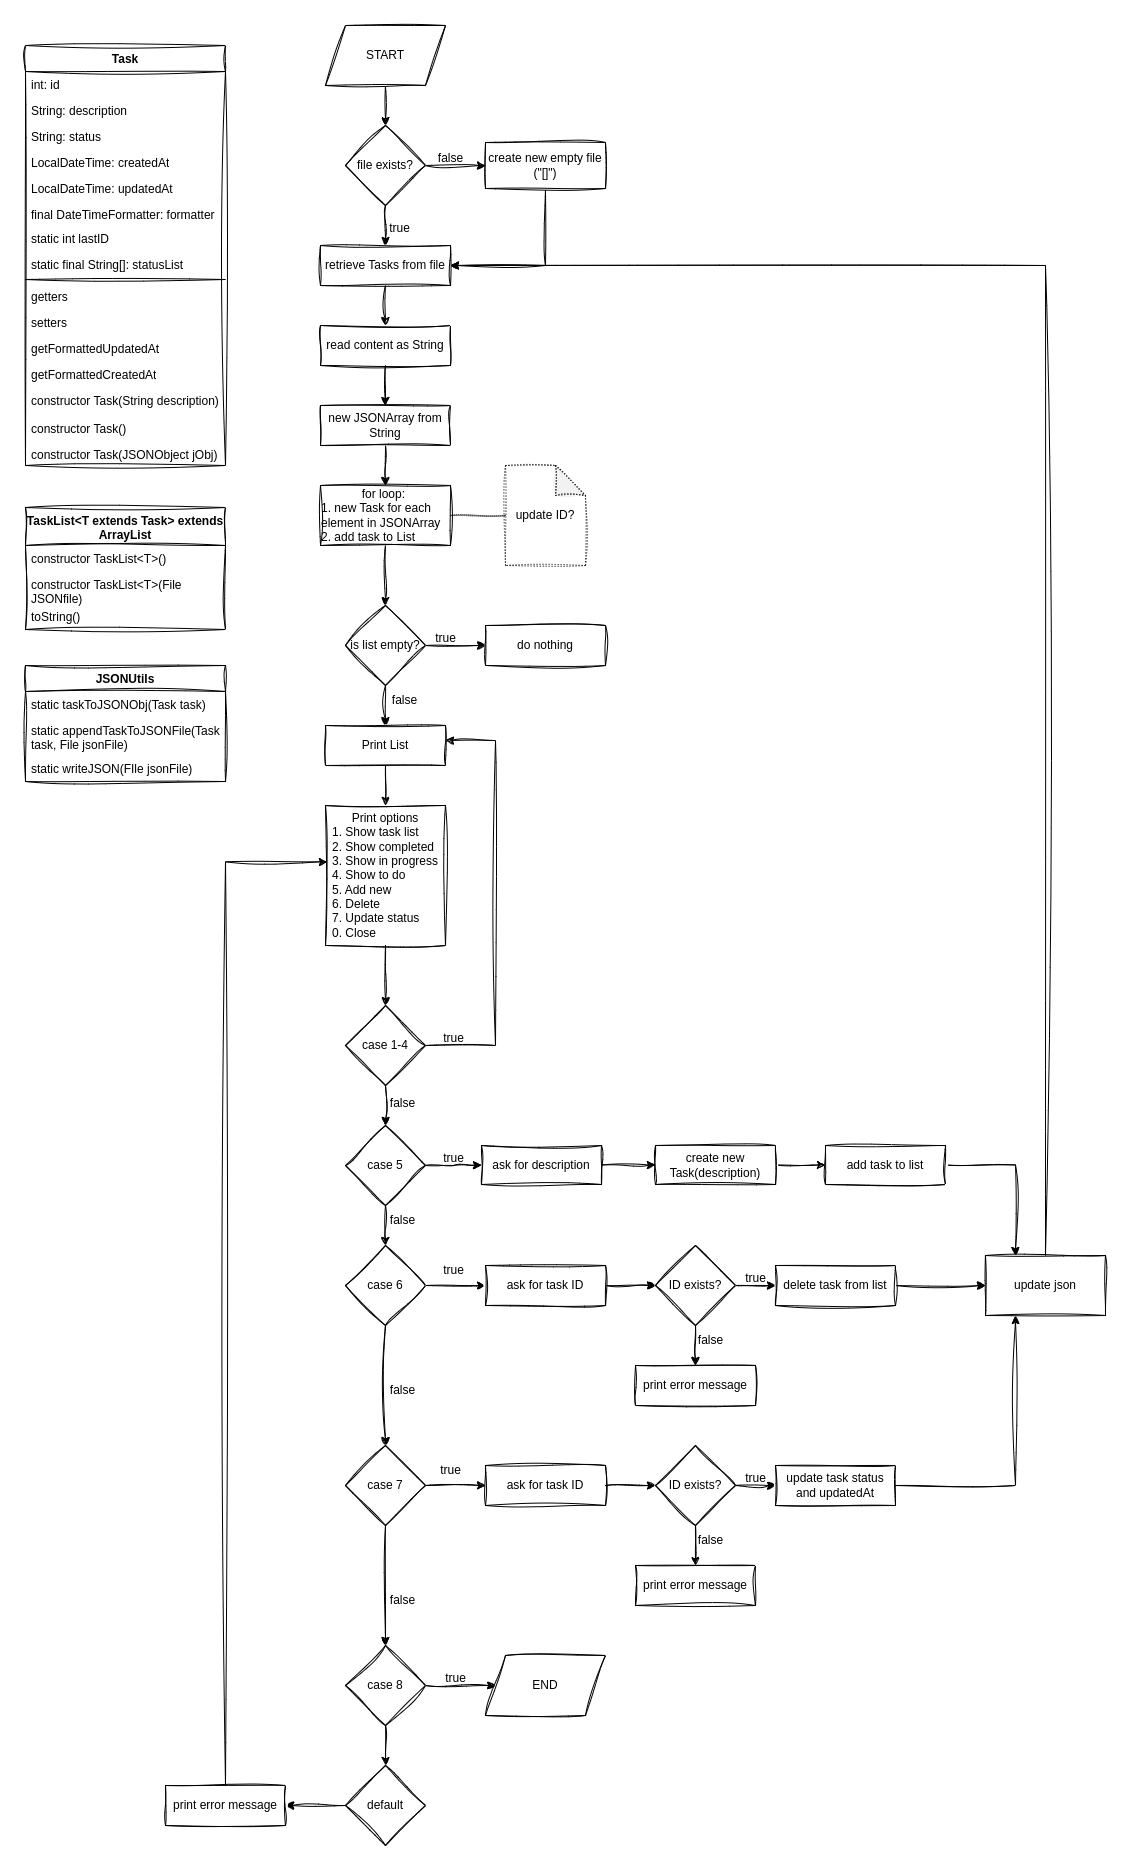 Task
int: id
String: description
String: status
LocalDateTime: createdAt
LocalDateTime: updatedAt
final DateTimeFormatter: formatter
static int lastID
static final String[]: statusList
getters
setters
getFormattedUpdatedAt
getFormattedCreatedAt
constructor Task(String description)
constructor Task()
constructor Task(JSONObject jObj)
TaskList<T extends Task> extends
ArrayList
constructor TaskList<T>()
constructor TaskList<T>(File
JSONfile)
toString()
JSONUtils
static taskToJSONObj(Task task)
static appendTaskToJSONFile(Task
task, File jsonFile)
static writeJSON(FIle jsonFile)
START
file exists?
false
create new empty file
("[]")
true
retrieve Tasks from file
read content as String
new JSONArray from
String
for loop:
1. new Task for each
element in JSONArray
2. add task to List
update ID?
is list empty?
true
do nothing
false
Print List
Print options
1. Show task list
2. Show completed
3. Show in progress
4. Show to do
5. Add new
6. Delete
7. Update status
0. Close
case 1-4
true
false
case 5
true
ask for description
create new
Task(description)
add task to list
false
case 6
true
ask for task ID
ID exists?
true
delete task from list
update json
false
print error message
false
case 7
true
ask for task ID
ID exists?
true
update task status
and updatedAt
false
print error message
false
case 8
true
END
default
print error message